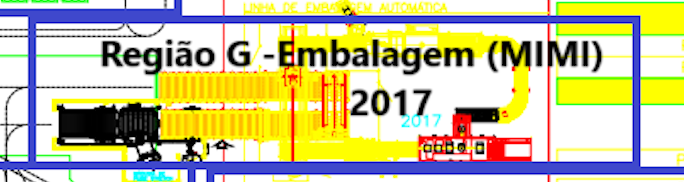 LINHA DE EMBALAGEM AUTOMÁTICA
Região G -Embalagem (MIMI)
2017
2017